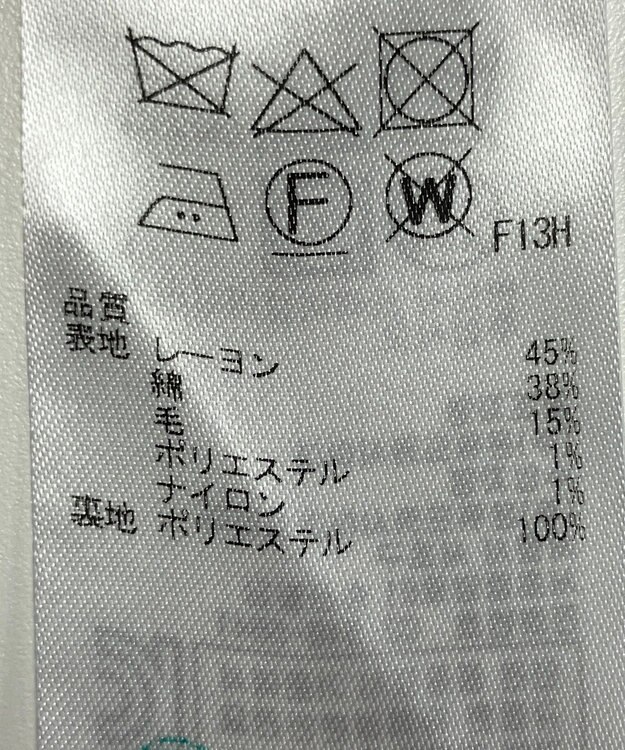 F W F13H
品質
表地 レーヨン 45%
綿 38%
毛 15%
ポリエステル 1%
ナイロン 1%
裏地 ポリエステル 100%